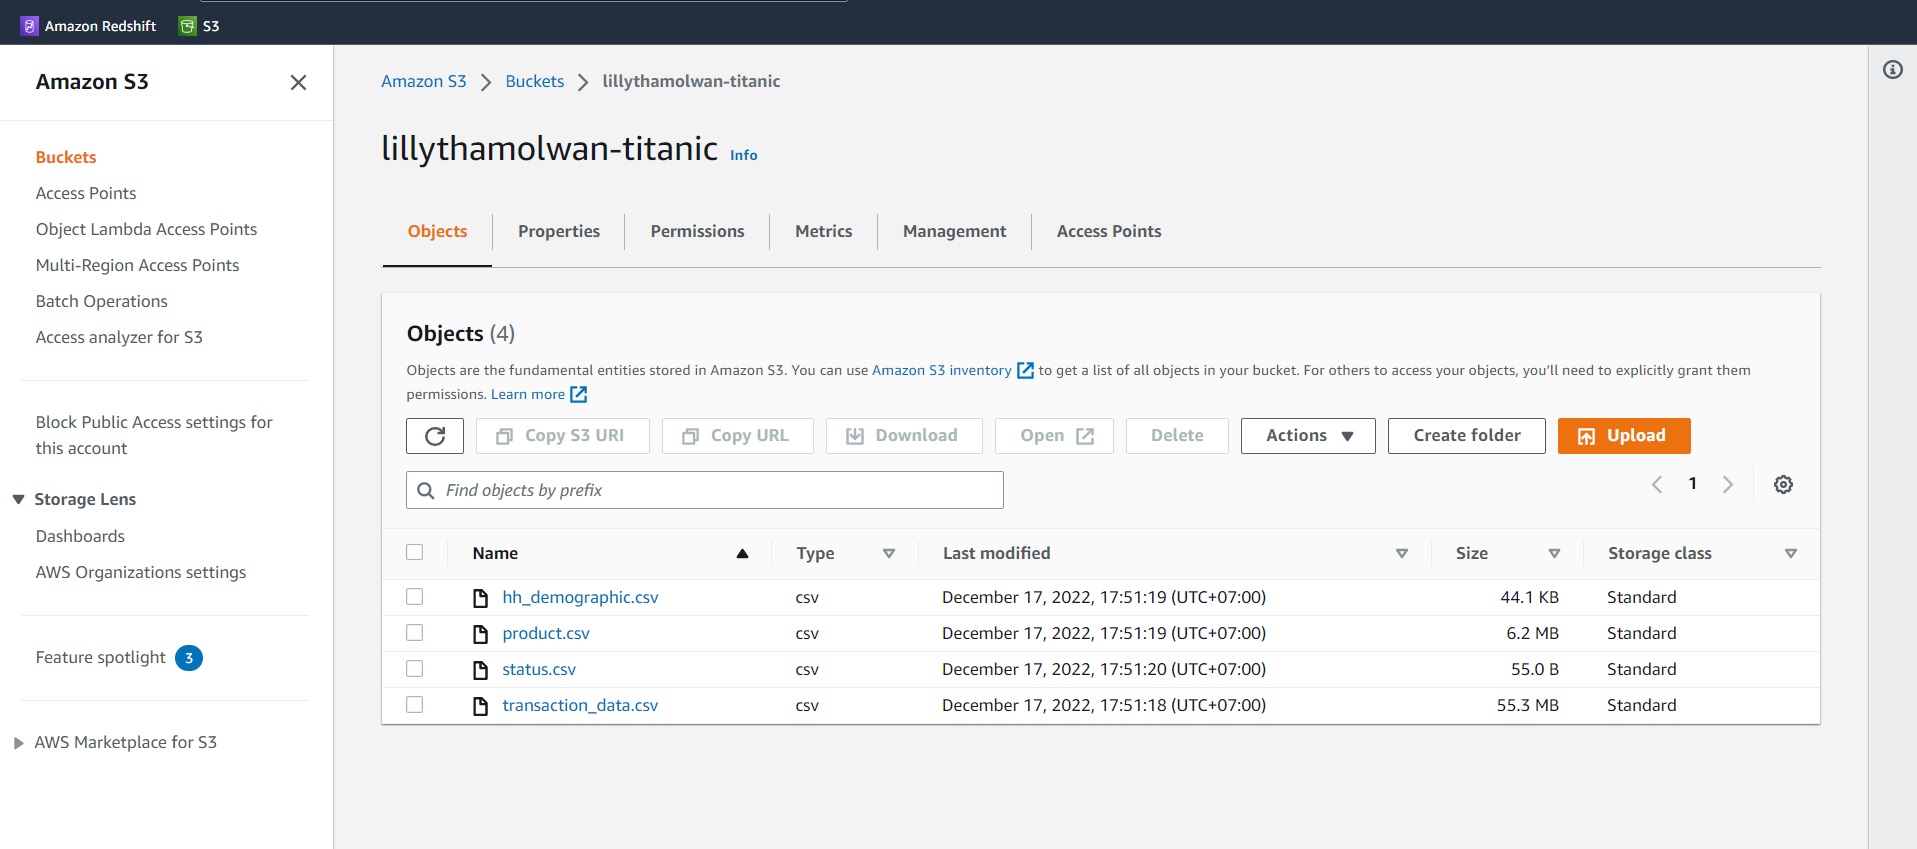 Amazon Redshift S3
Amazon S3
Buckets
Access Points
Object Lambda Access Points
Multi-Region Access Points
Batch Operations
Access analyzer for S3
Block Public Access settings for
this account
Storage Lens
Dashboards
AWS Organizations settings
Feature spotlight 3
AWS Marketplace for S3
Amazon S3 Buckets lillythamolwan-titanic
lillythamolwan-titanic Info
Objects Properties Permissions Metrics Management Access Points
Objects (4)
Objects are the fundamental entities stored in Amazon S3. You can use Amazon S3 inventory to get a list of all objects in your bucket. For others to access your objects, you'll need to explicitly grant them
permissions. Learn more
Copy S3 URI Copy URL Download Open Delete Actions Create folder Upload
Find objects by prefix 1
Name Type Last modified Size Storage class
hh_demographic.csv csv December 17, 2022, 17:51:19 (UTC+07:00) 44.1 KB Standard
product.csv csv December 17, 2022, 17:51:19 (UTC+07:00) 6.2 MB Standard
status.csv csv December 17, 2022, 17:51:20 (UTC+07:00) 55.0 B Standard
transaction_data.csv csv December 17, 2022, 17:51:18 (UTC+07:00) 55.3 MB Standard